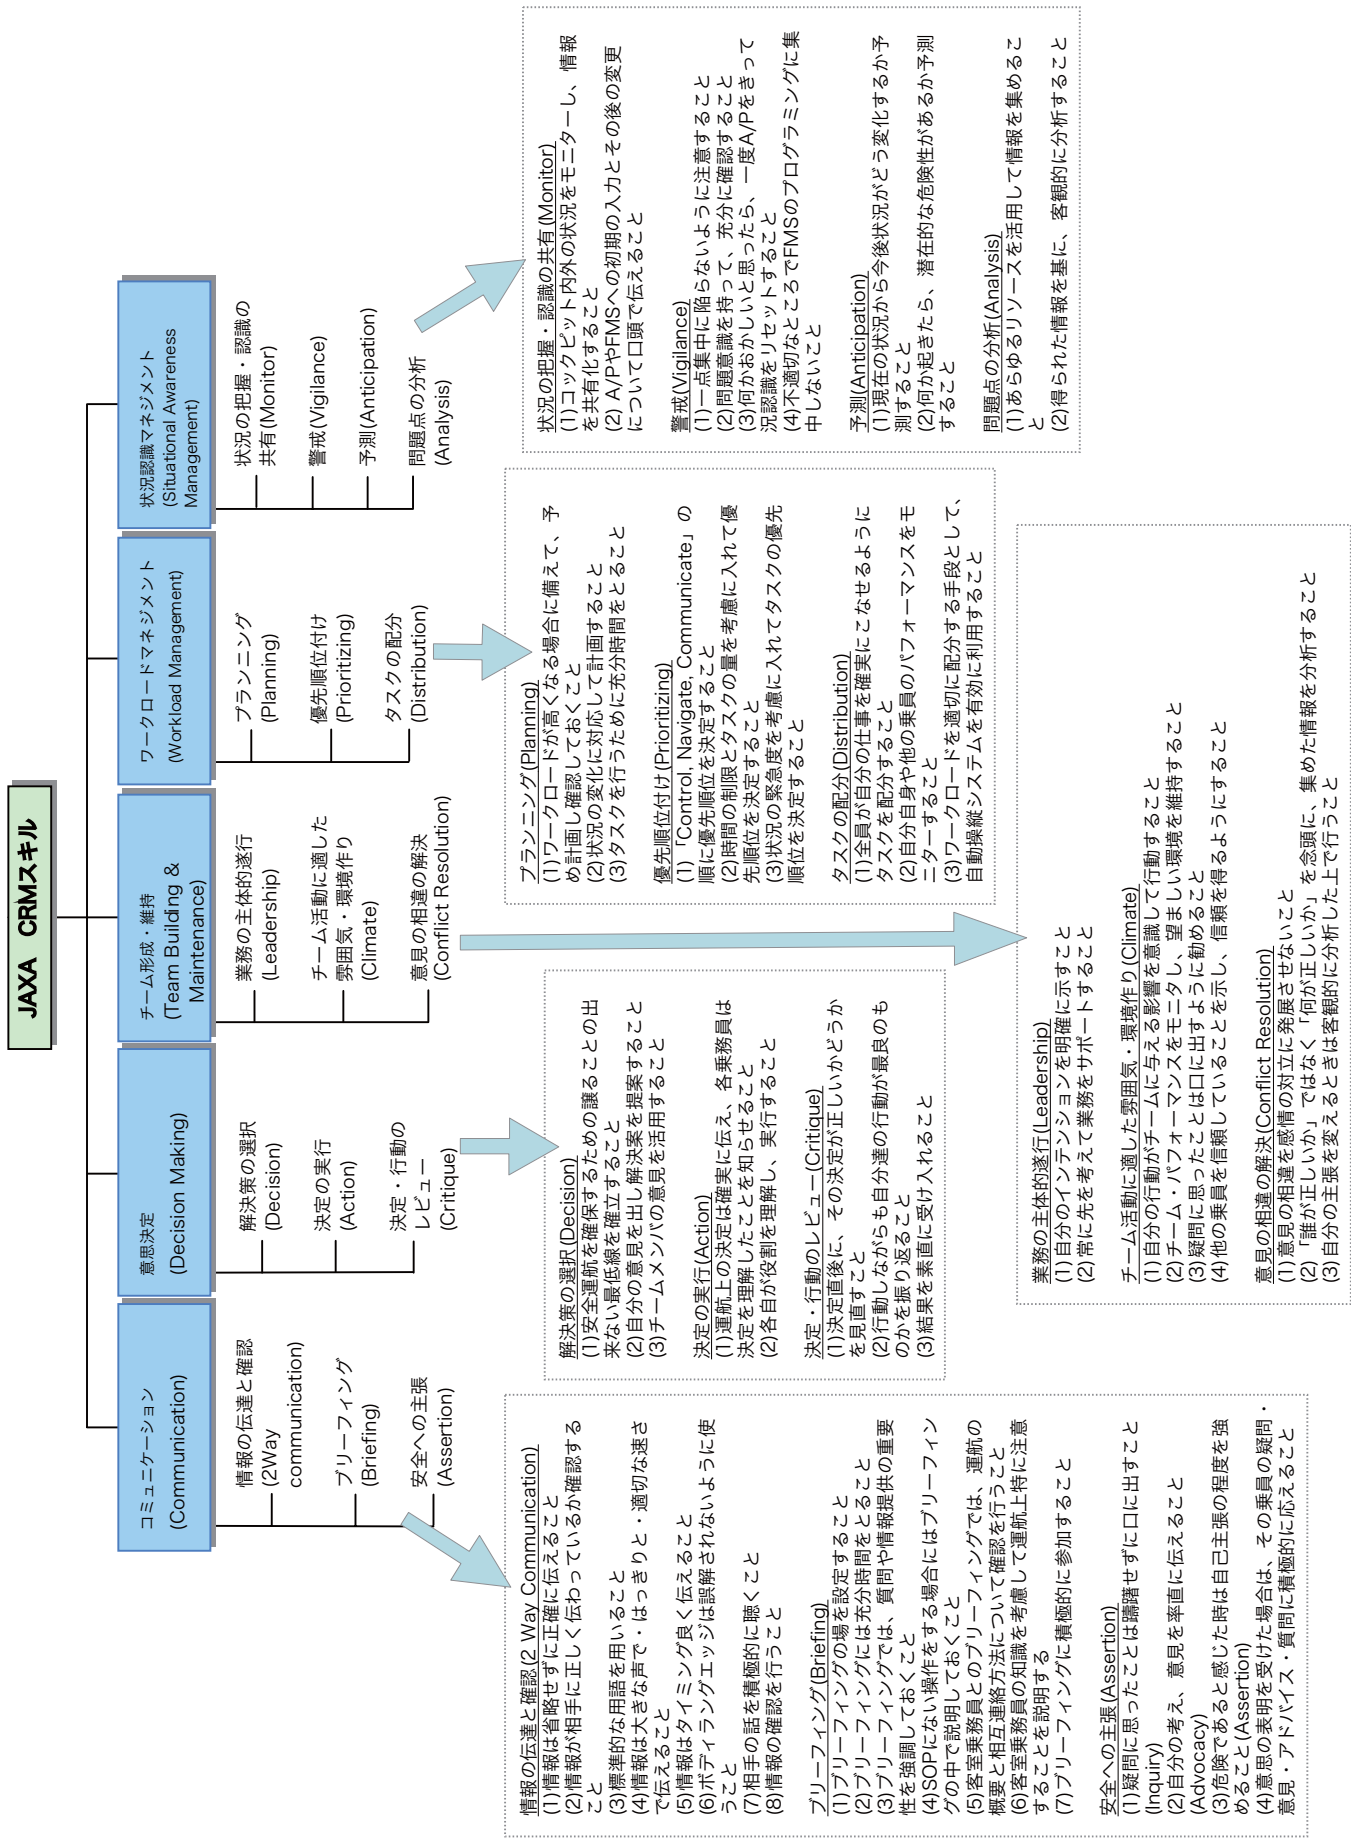 JAXA CRMスキル
コミュニケーション
(Communication)
情報の伝達と確認
(2Way
communication)
ブリーフィング
(Briefing)
安全への主張
(Assertion)
意思決定
(Decision Making)
解決策の選択
(Decision)
決定の実行
(Action)
決定・行動の
レビュー
(Critique)
チーム形成・維持
(Team Building &
Maintenance)
業務の主体的遂行
(Leadership)
チーム活動に適した
雰囲気・環境作り
(Climate)
意見の相違の解決
(Conflict Resolution)
ワークロードマネジメント
(Workload Management)
プランニング
(Planning)
優先順位付け
(Prioritizing)
タスクの配分
(Distribution)
状況認識マネジメント
(Situational Awareness
Management)
状況の把握・認識の
共有(Monitor)
警戒(Vigilance)
予測(Anticipation)
問題点の分析
(Analysis)
情報の伝達と確認(2 Way Communication)
(1)情報は省略せずに正確に伝えること
(2)情報が相手に正しく伝わっているか確認する
こと
(3)標準的な用語を用いること
(4)情報は大きな声で・はっきりと・適切な速さ
で伝えること
(5)情報はタイミング良く伝えること
(6)ボディラングエッジは誤解されないように使
うこと
(7)相手の話を積極的に聴くこと
(8)情報の確認を行うこと
ブリーフィング(Briefing)
(1)ブリーフィングの場を設定すること
(2)ブリーフィングには充分時間をとること
(3)ブリーフィングでは、質問や情報提供の重要
性を強調しておくこと
(4)SOPにない操作をする場合にはブリーフィン
グの中で説明しておくこと
(5)客室乗務員とのブリーフィングでは、運航の
概要と相互連絡方法について確認を行うこと
(6)客室乗務員の知識を考慮して運航上特に注意
することを説明する
(7)ブリーフィングに積極的に参加すること
安全への主張(Assertion)
(1)疑問に思ったことは躊躇せずに口に出すこと
(Inquiry)
(2)自分の考え、意見を率直に伝えること
(Advocacy)
(3)危険であると感じた時は自己主張の程度を強
めること(Assertion)
(4)意思の表明を受けた場合は、その乗員の疑問・
意見・アドバイス・質問に積極的に応えること
解決策の選択(Decision)
(1)安全運航を確保するための譲ることの出
来ない最低線を確立すること
(2)自分の意見を出し解決案を提案すること
(3)チームメンバの意見を活用すること
決定の実行(Action)
(1)運航上の決定は確実に伝え、各乗務員は
決定を理解したことを知らせること
(2)各自が役割を理解し、実行すること
決定・行動のレビュー(Critique)
(1)決定直後に、その決定が正しいかどうか
を見直すこと
(2)行動しながらも自分達の行動が最良のも
のかを振り返ること
(3)結果を素直に受け入れること
業務の主体的遂行(Leadership)
(1)自分のインテンションを明確に示すこと
(2)常に先を考えて業務をサポートすること
チーム活動に適した雰囲気・環境作り(Climate)
(1)自分の行動がチームに与える影響を意識して行動すること
(2)チーム・パフォーマンスをモニタし、望ましい環境を維持すること
(3)疑問に思ったことは口に出すように勧めること
(4)他の乗員を信頼していることを示し、信頼を得るようにすること
意見の相違の解決(Conflict Resolution)
(1)意見の相違を感情の対立に発展させないこと
(2)「誰が正しいか」ではなく「何が正しいか」を念頭に、集めた情報を分析すること
(3)自分の主張を変えるときは客観的に分析した上で行うこと
プランニング(Planning)
(1)ワークロードが高くなる場合に備えて、予
め計画し確認しておくこと
(2)状況の変化に対応して計画すること
(3)タスクを行うために充分時間をとること
優先順位付け(Prioritizing)
(1)「Control, Navigate, Communicate」の
順に優先順位を決定すること
(2)時間の制限とタスクの量を考慮に入れて優
先順位を決定すること
(3)状況の緊急度を考慮に入れてタスクの優先
順位を決定すること
タスクの配分(Distribution)
(1)全員が自分の仕事を確実にこなせるように
タスクを配分すること
(2)自分自身や他の乗員のパフォーマンスをモ
ニターすること
(3)ワークロードを適切に配分する手段として、
自動操縦システムを有効に利用すること
状況の把握・認識の共有(Monitor)
(1)コックピット内外の状況をモニターし、情報
を共有化すること
(2) A/PやFMSへの初期の入力とその後の変更
について口頭で伝えること
警戒(Vigilance)
(1)一点集中に陥らないように注意すること
(2)問題意識を持って、充分に確認すること
(3)何かおかしいと思ったら、一度A/Pをきって
況認識をリセットすること
(4)不適切なところでFMSのプログラミングに集
中しないこと
予測(Anticipation)
(1)現在の状況から今後状況がどう変化するか予
測すること
(2)何か起きたら、潜在的な危険性があるか予測
すること
問題点の分析(Analysis)
(1)あらゆるリソースを活用して情報を集めるこ
と
(2)得られた情報を基に、客観的に分析すること